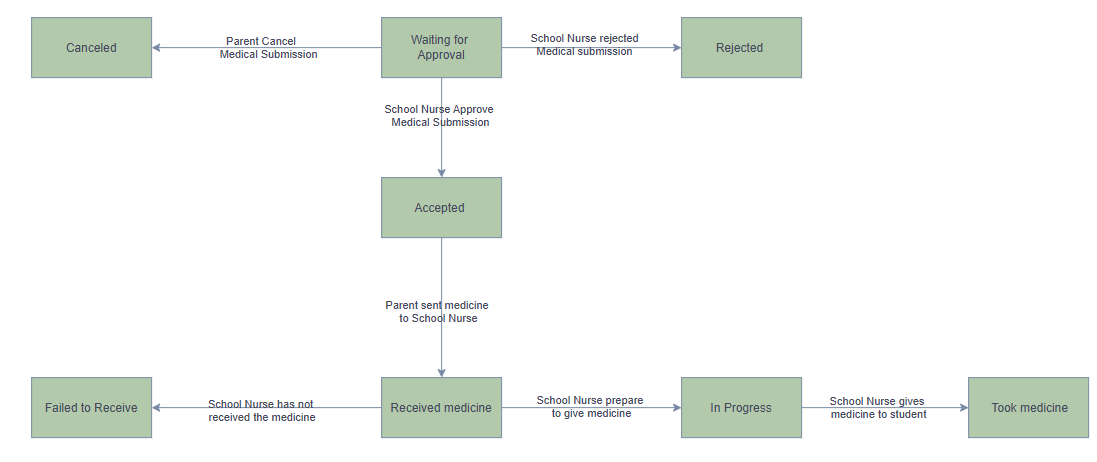 Canceled
Parent Cancel
Medical Submission
Waiting for
Approval
School Nurse rejected
Medical submission
Rejected
School Nurse Approve
Medical Submission
Accepted
Parent sent medicine
to School Nurse
Failed to Receive
School Nurse has not
received the medicine
Received medicine
School Nurse prepare
to give medicine
In Progress
School Nurse gives
medicine to student
Took medicine